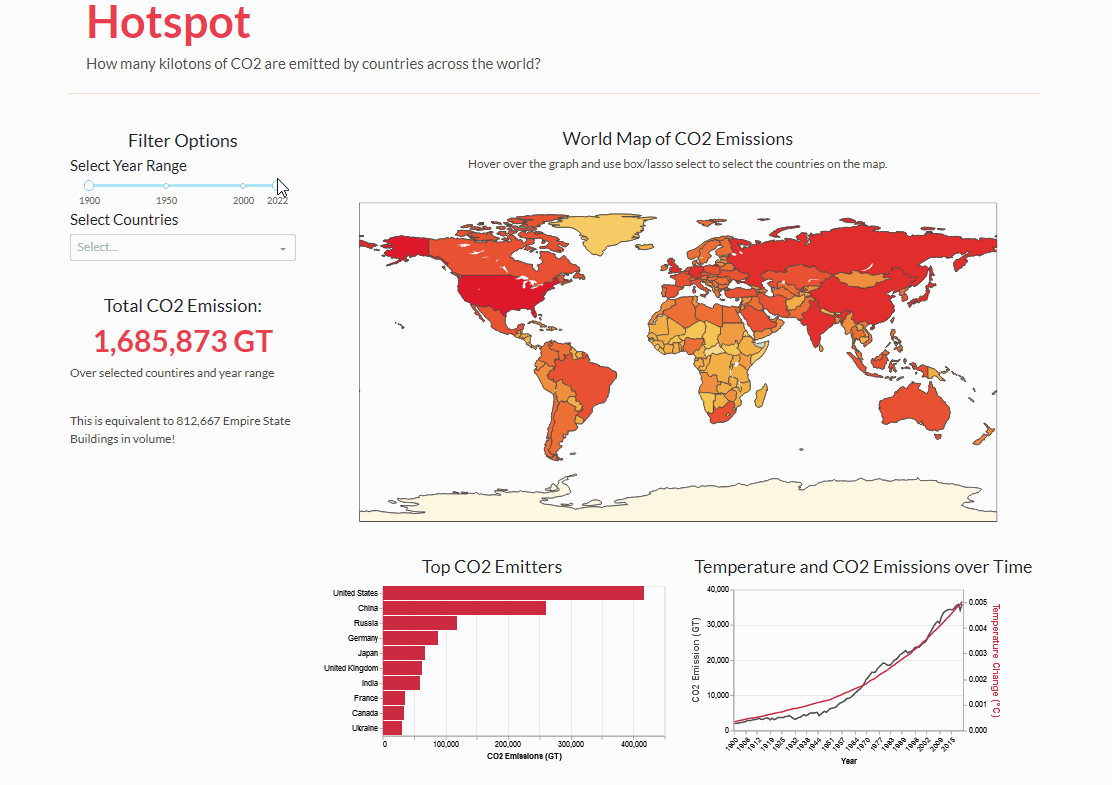 Hotspot
How many kilotons of CO2 are emitted by countries across the world?
Filter Options
Select Year Range
1900 1950 2000 2022
Select Countries
Select...
Total CO2 Emission:
1,685,873 GT
Over selected countires and year range
This is equivalent to 812,667 Empire State
Buildings in volume!
World Map of CO2 Emissions
Hover over the graph and use box/lasso select to select the countries on the map.
Top CO2 Emitters
United States
China
Russia
Germany
Japan
United Kingdom
India
France
Canada
Ukraine
0 100,000 200,000 300,000 400,000
CO2 Emissions (GT)
Temperature and CO2 Emissions over Time
CO2 Emission (GT)
40,000
30,000
20,000
10,000
0
0.005
0.004
0.003
0.002
0.001
0.000
Temperature Change (°C)
1900 1906 1912 1919 1925 1932 1938 1945 1951 1957 1964 1970 1977 1983 1989 1996 2002 2009 2015
Year